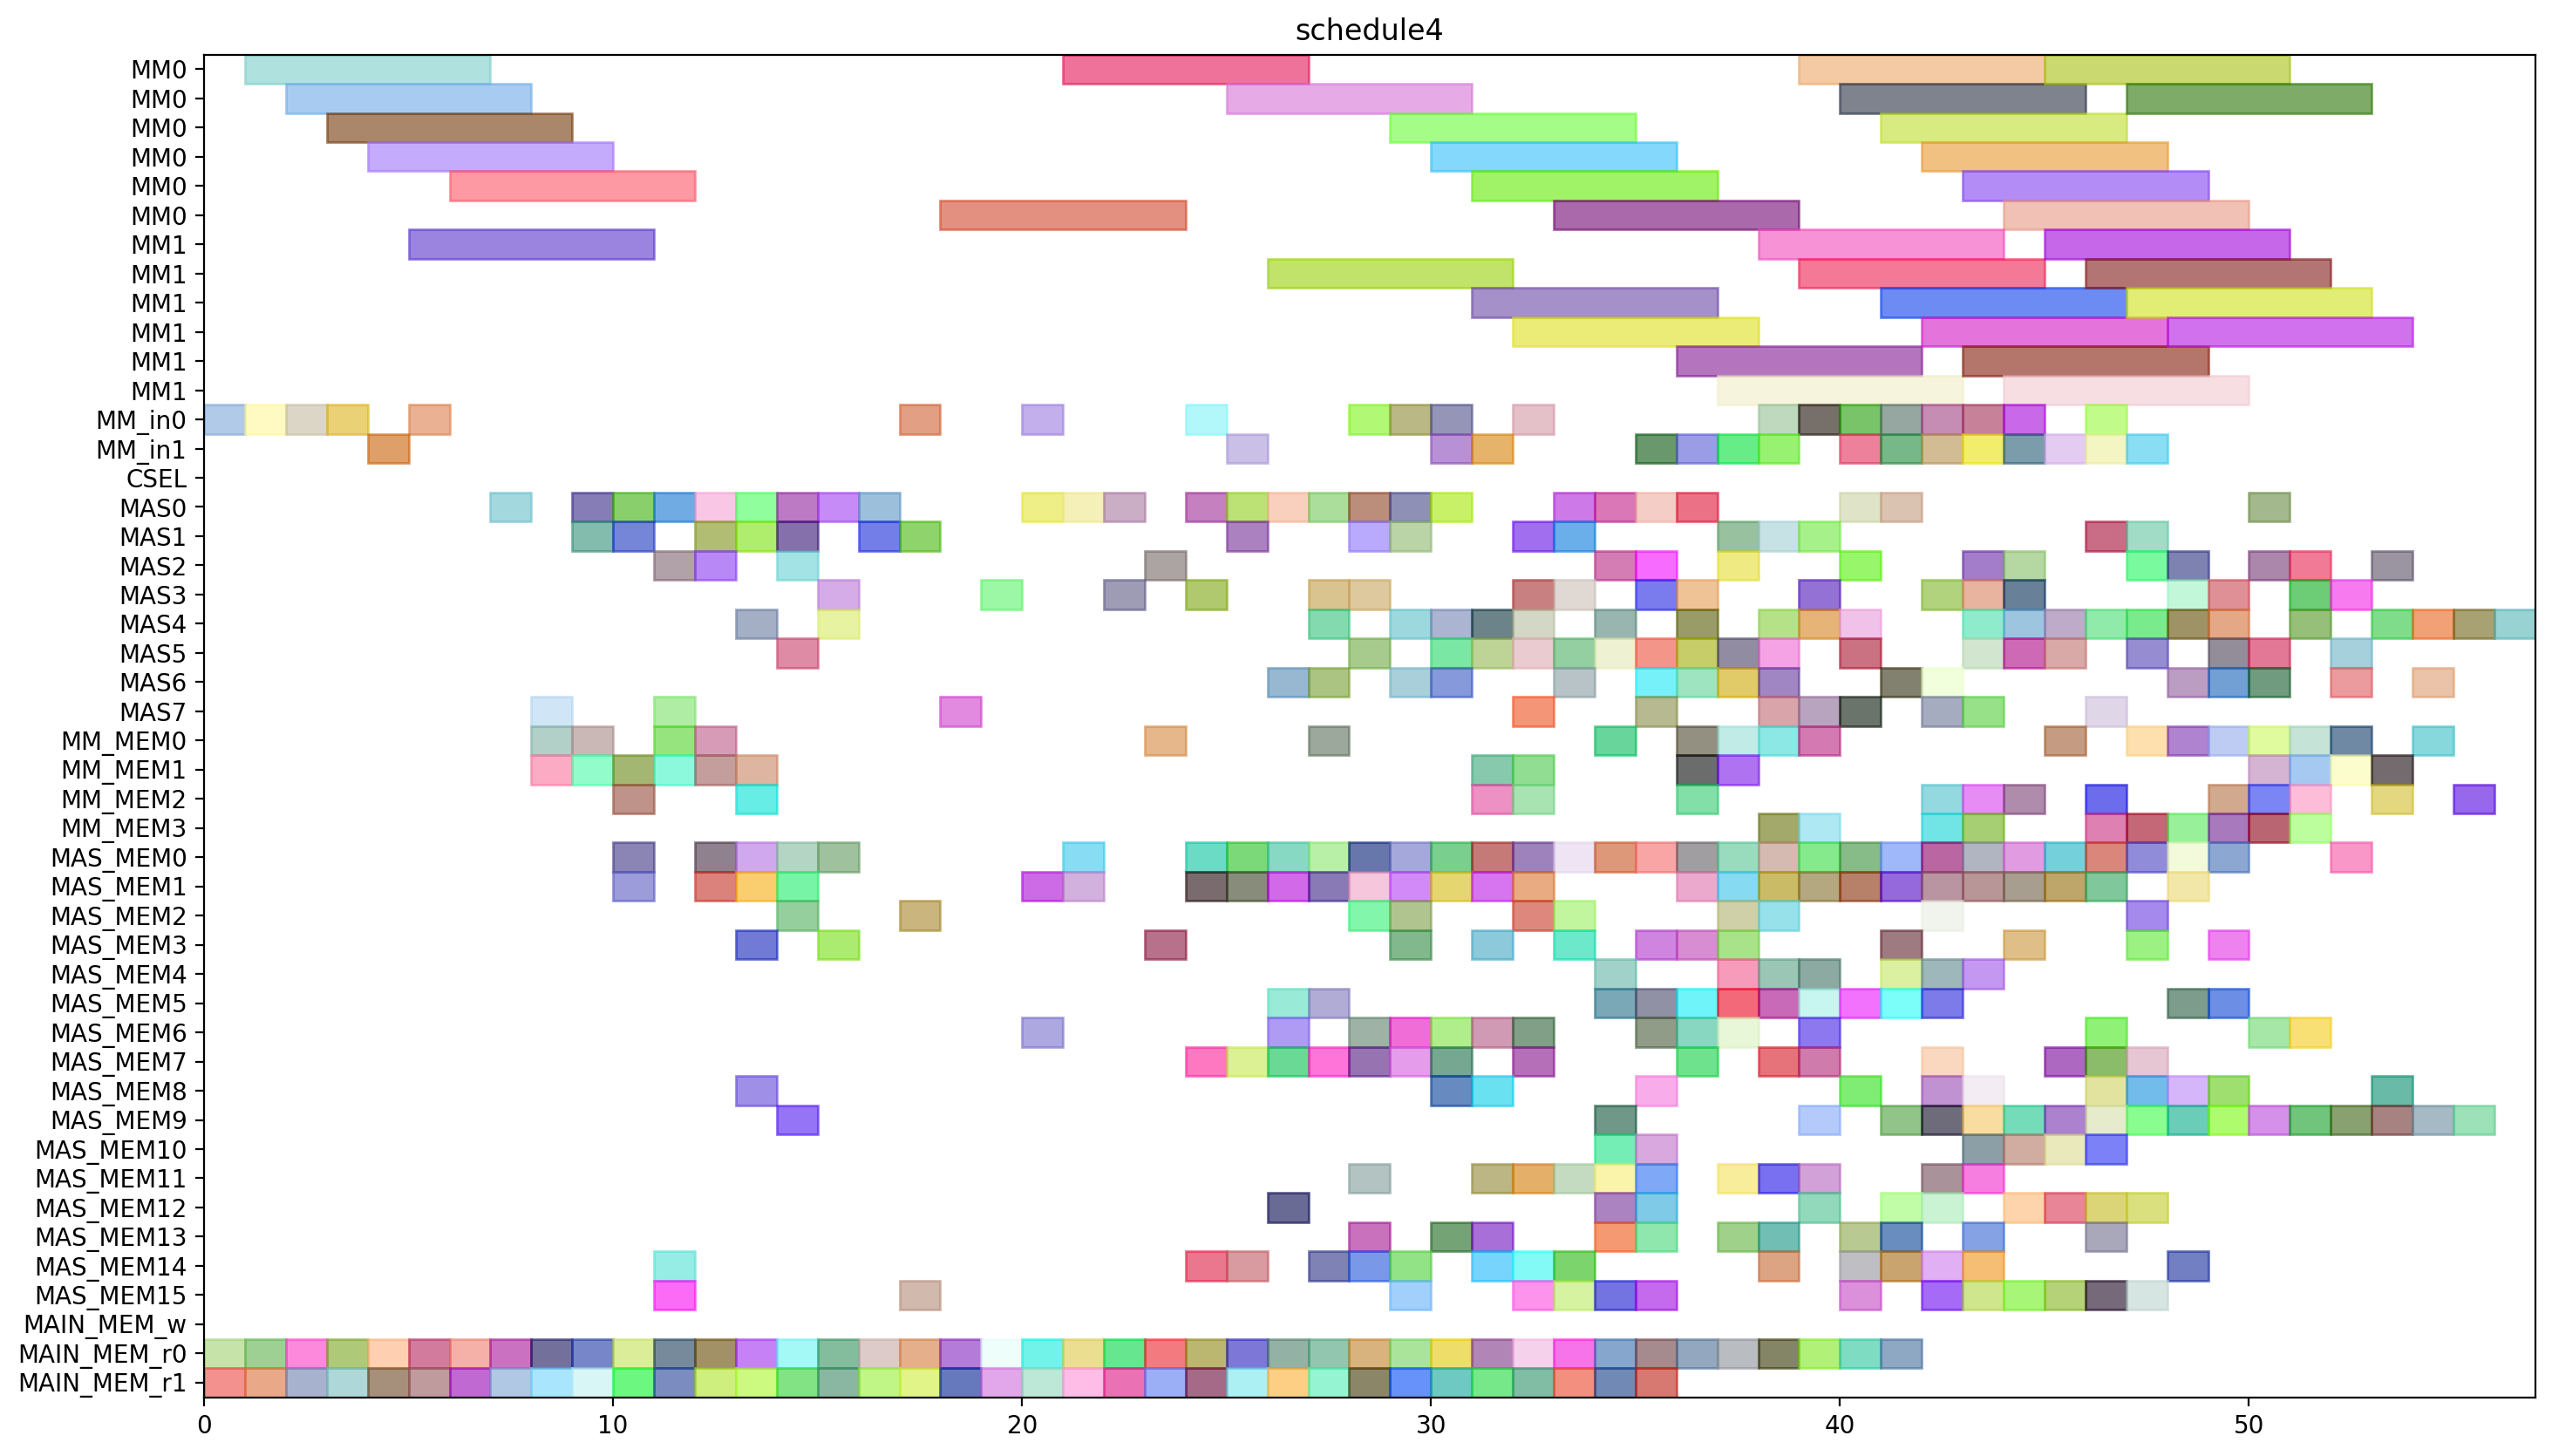 schedule4
MM0
MM0
MM0
MM0
MM0
MM0
MM1
MM1
MM1
MM1
MM1
MM1
MM_in0
MM_in1
CSEL
MAS0
MAS1
MAS2
MAS3
MAS4
MAS5
MAS6
MAS7
MM_MEM0
MM_MEM1
MM_MEM2
MM_MEM3
MAS_MEM0
MAS_MEM1
MAS_MEM2
MAS_MEM3
MAS_MEM4
MAS_MEM5
MAS_MEM6
MAS_MEM7
MAS_MEM8
MAS_MEM9
MAS_MEM10
MAS_MEM11
MAS_MEM12
MAS_MEM13
MAS_MEM14
MAS_MEM15
MAIN_MEM_w
MAIN_MEM_r0
MAIN_MEM_r1
0 10 20 30 40 50